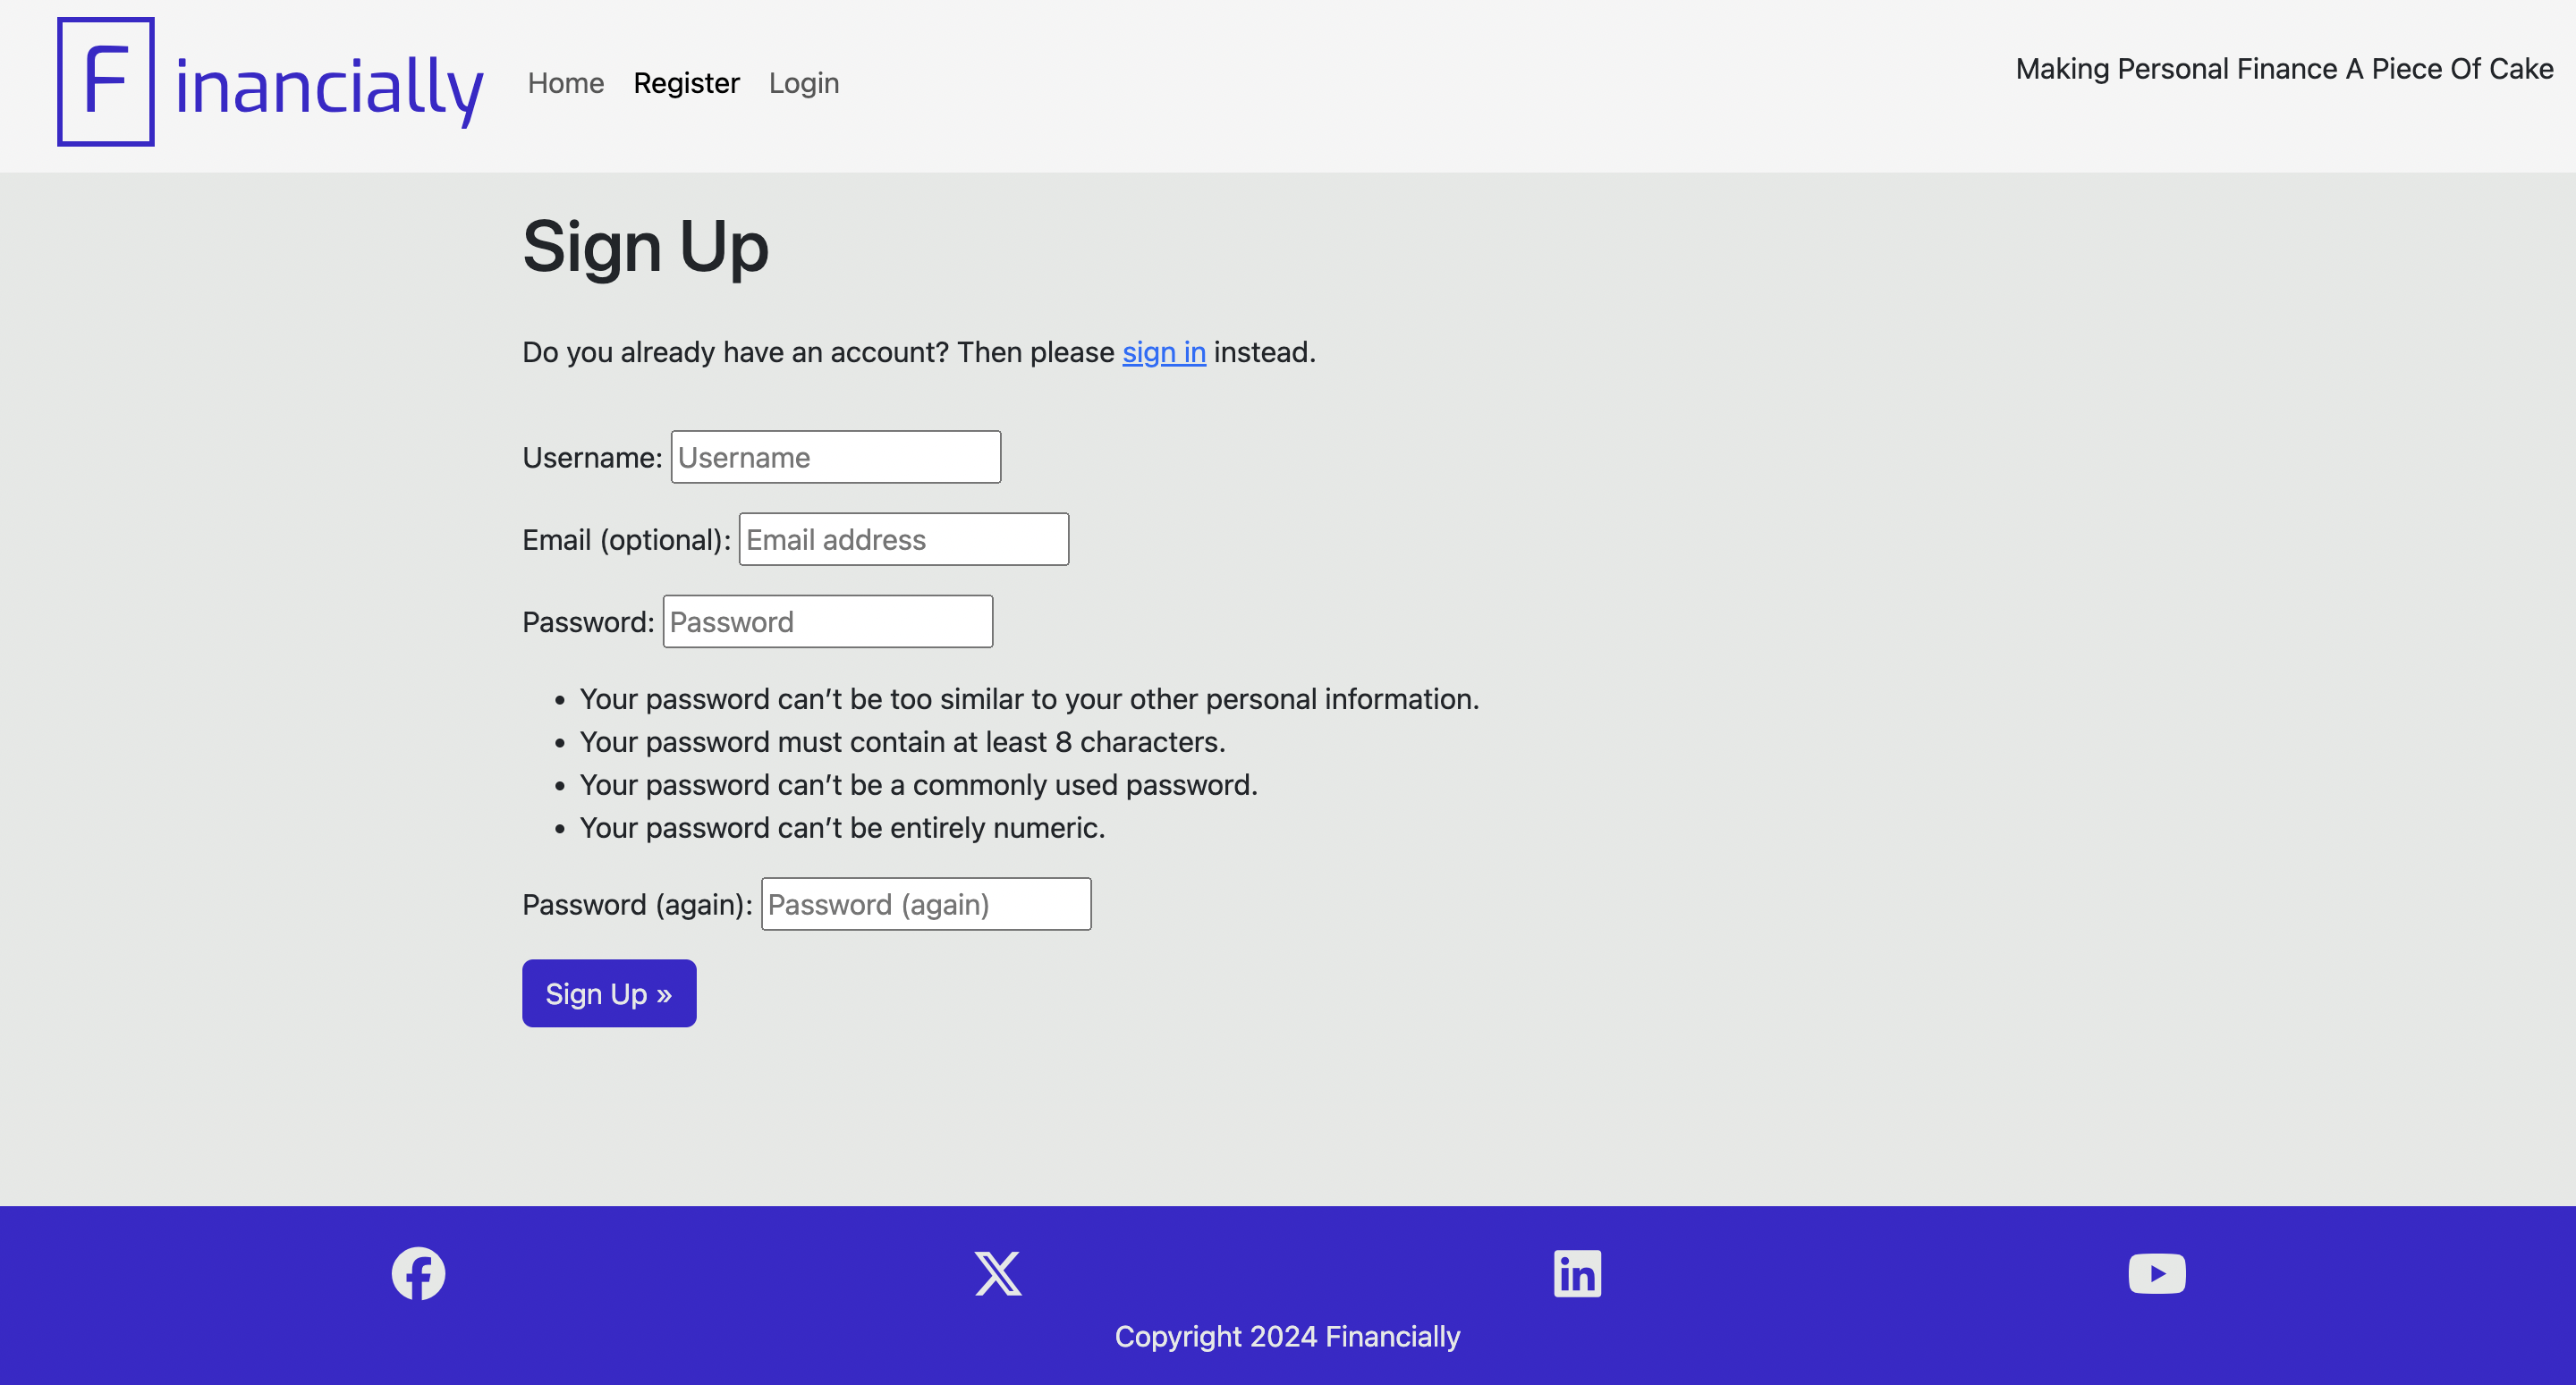 Financially
Home Register Login
Making Personal Finance A Piece Of Cake
Sign Up
Do you already have an account? Then please sign in instead.
Username: Username
Email (optional): Email address
Password: Password
• Your password can’t be too similar to your other personal information.
• Your password must contain at least 8 characters.
• Your password can’t be a commonly used password.
• Your password can’t be entirely numeric.
Password (again): Password (again)
Sign Up »
Copyright 2024 Financially